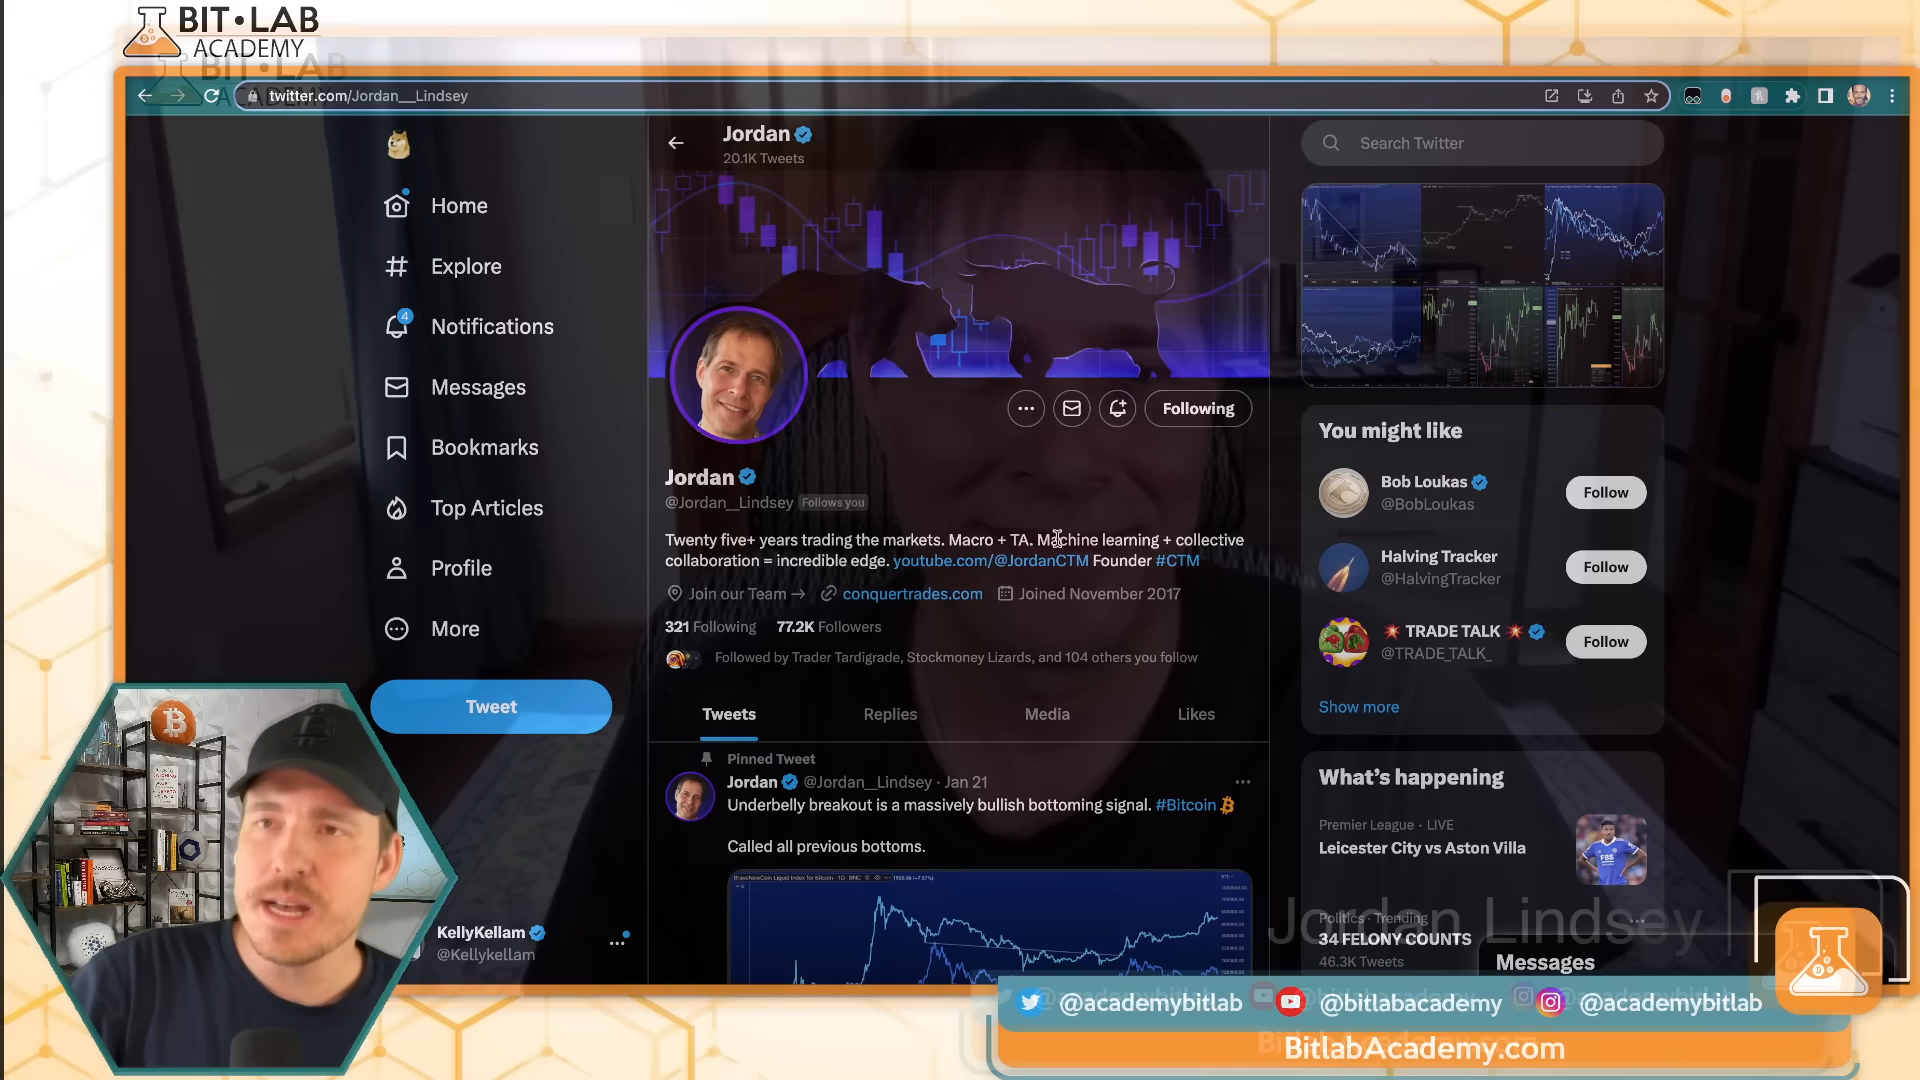 BIT•LAB
ACADEMY
twitter.com/Jordan__Lindsey
Jordan
20.1K Tweets
Search Twitter
Home
Explore
4
Notifications
Messages
Bookmarks
Top Articles
Profile
More
Tweet
KellyKellam
@Kellykellam
Following
Jordan
@Jordan__Lindsey Follows you
Twenty five+ years trading the markets. Macro + TA. Machine learning + collective
collaboration = incredible edge. youtube.com/@JordanCTM Founder #CTM
Join our Team → conquertrades.com Joined November 2017
321 Following 77.2K Followers
Followed by Trader Tardigrade, Stockmoney Lizards, and 104 others you follow
Tweets Replies Media Likes
Pinned Tweet
Jordan @Jordan__Lindsey · Jan 21
Underbelly breakout is a massively bullish bottoming signal. #Bitcoin
Called all previous bottoms.
You might like
Bob Loukas
@BobLoukas
Follow
Halving Tracker
@HalvingTracker
Follow
TRADE TALK
@TRADE_TALK_
Follow
Show more
What's happening
Premier League · LIVE
Leicester City vs Aston Villa
Politics · Trending
34 FELONY COUNTS
46.3K Tweets
Jordan Lindsey
Messages
@academybitlab @bitlabacademy @academybitlab
BitlabAcademy.com